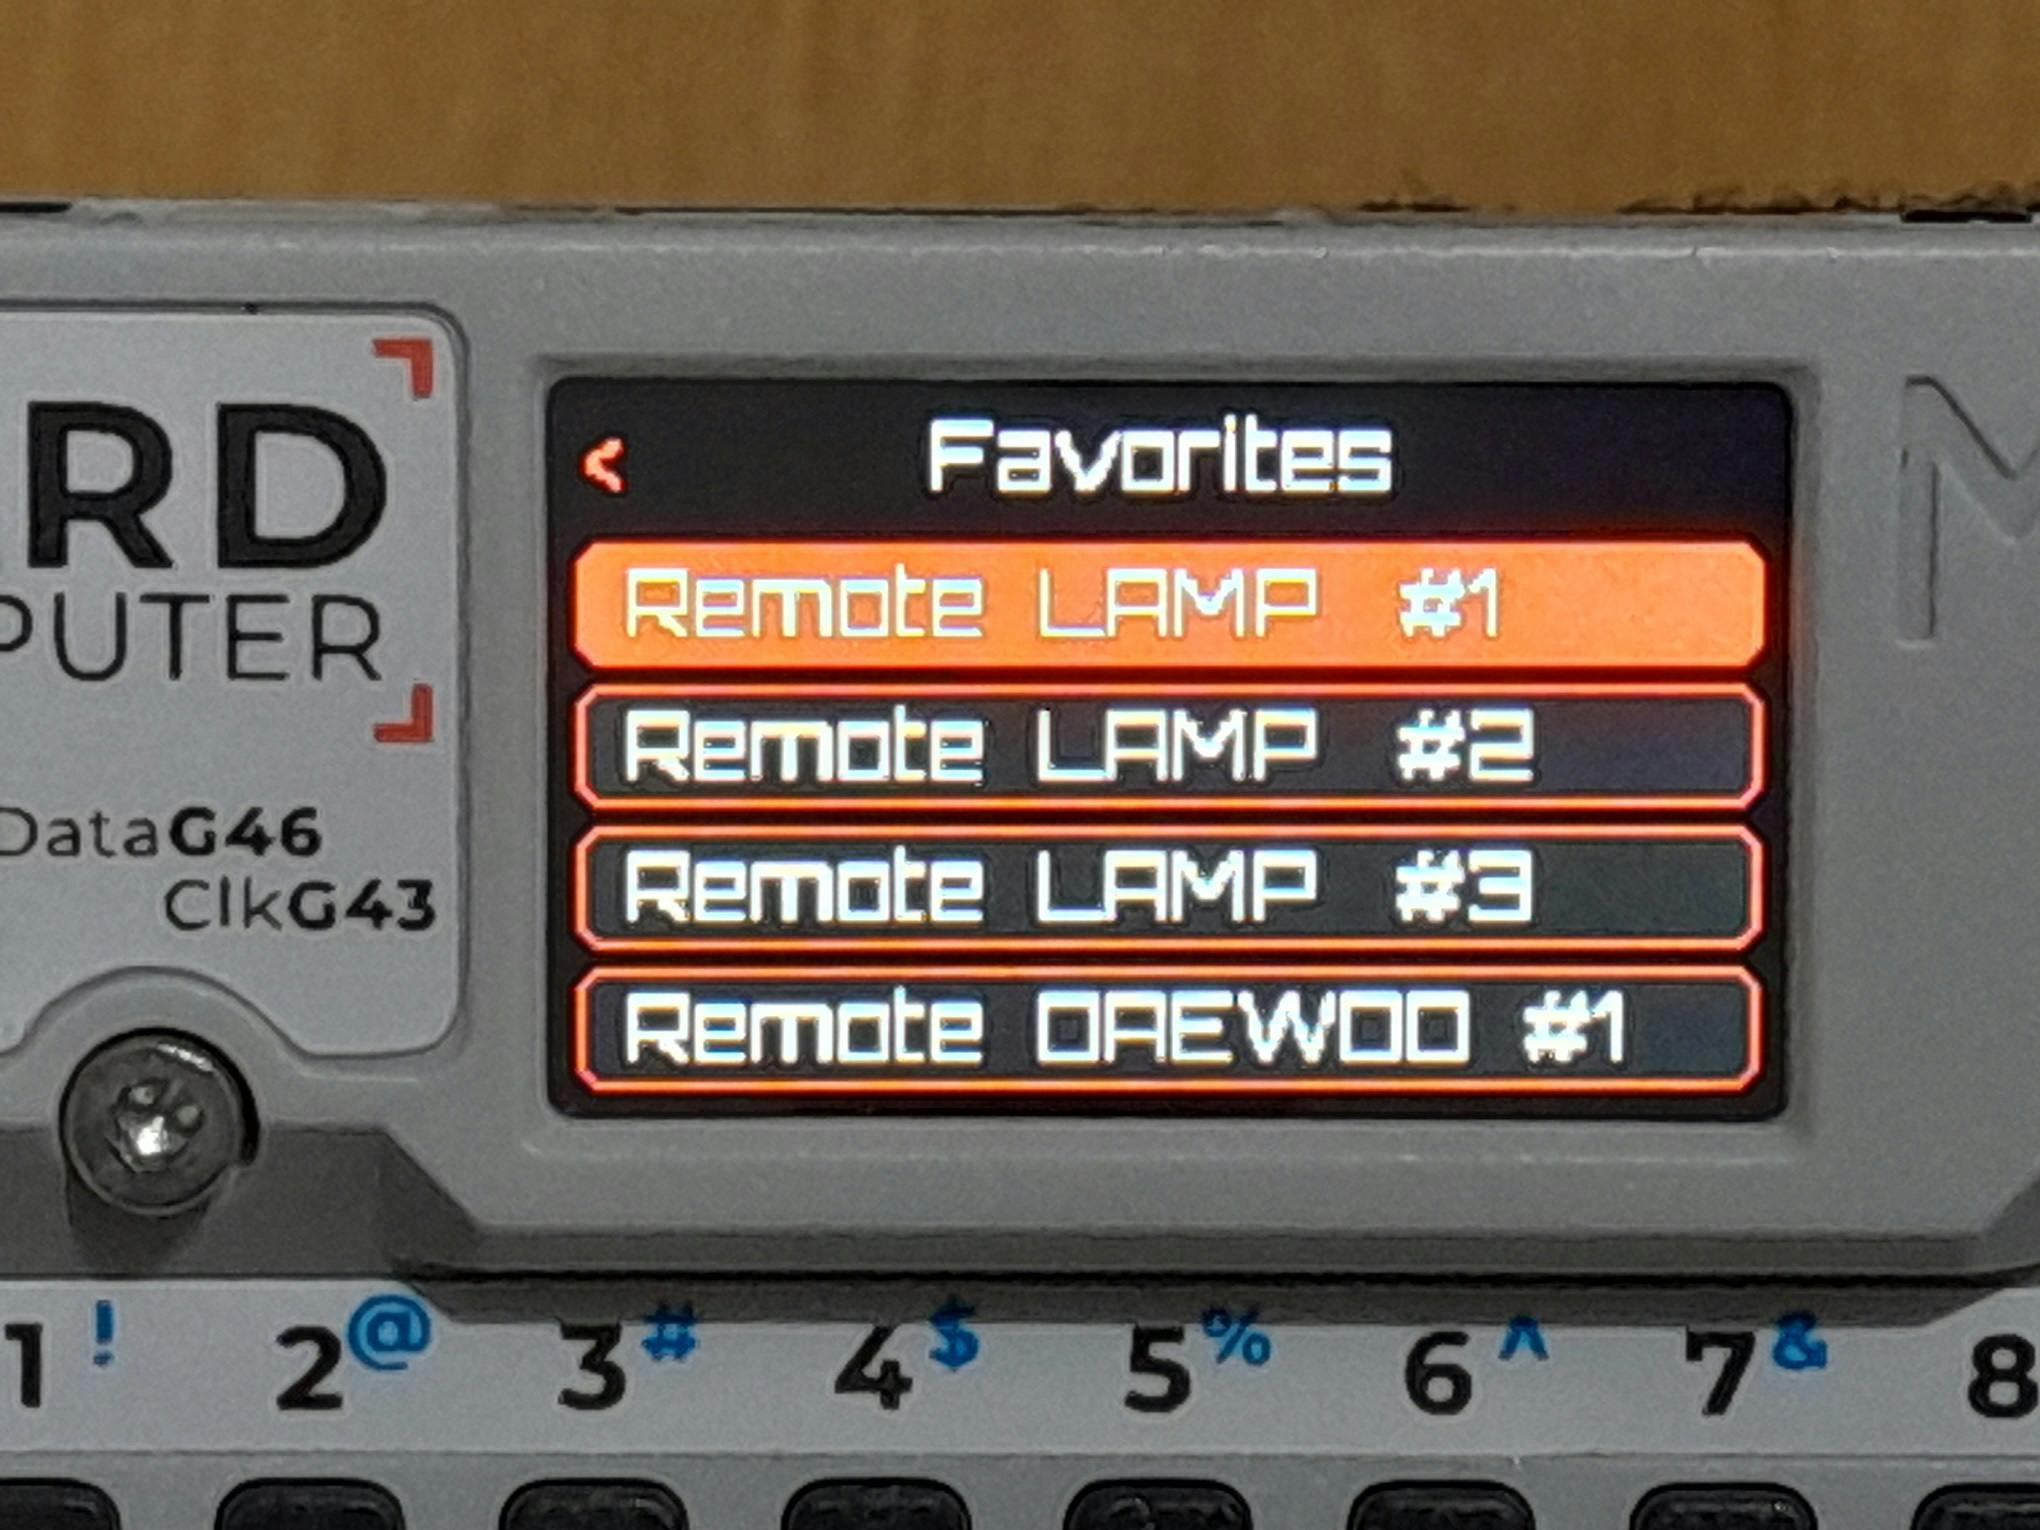 RD
PUTER
DataG46
ClkG43
<
Favorites
Remote LAMP #1
Remote LAMP #2
Remote LAMP #3
Remote DAEWOO #1
M
1 ! 2 @ 3 # 4 $ 5 % 6 ^ 7 & 8